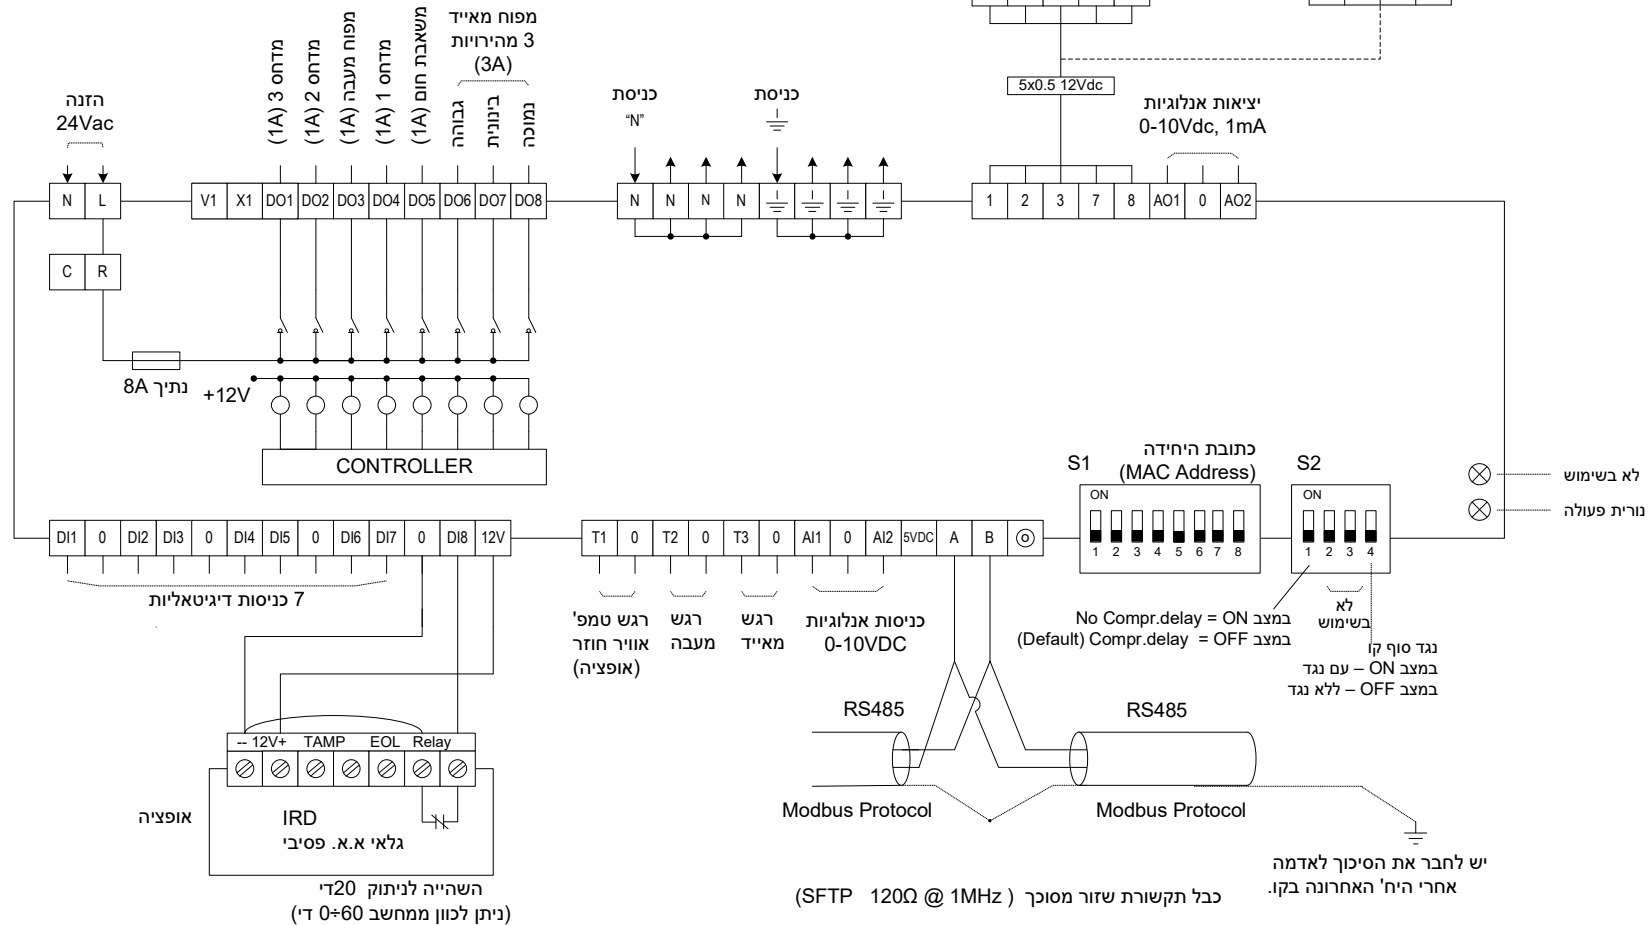 הזנה
24Vac
מדחס 3 (1A)
מדחס 2 (1A)
מפוח מעבה (1A)
מדחס 1 (1A)
משאבת חום (1A)
מפוח מאייד
3 מהירויות
(3A)
גבוהה
בינונית
נמוכה
כניסת
"N"
כניסת
5x0.5 12Vdc
יציאות אנלוגיות
0-10Vdc, 1mA
N L
V1 X1 DO1 DO2 DO3 DO4 DO5 DO6 DO7 DO8
N N N N
1 2 3 7 8 AO1 0 AO2
C R
נתיך 8A
+12V
CONTROLLER
S1
כתובת היחידה
(MAC Address)
S2
ON
1 2 3 4 5 6 7 8
ON
1 2 3 4
לא בשימוש
נורית פעולה
DI1 0 DI2 DI3 0 DI4 DI5 0 DI6 DI7 0 DI8 12V
T1 0 T2 0 T3 0 AI1 0 AI2 5VDC A B
7 כניסות דיגיטאליות
רגש טמפ'
אוויר חוזר
(אופציה)
רגש
מעבה
רגש
מאייד
כניסות אנלוגיות
0-10VDC
במצב No Compr.delay = ON
במצב (Default) Compr.delay = OFF
לא
בשימוש
נגד סוף קו
במצב ON – עם נגד
במצב OFF – ללא נגד
RS485
RS485
-- 12V+ TAMP EOL Relay
אופציה
IRD
גלאי א.א. פסיבי
Modbus Protocol
Modbus Protocol
השהייה לניתוק 20די
(ניתן לכוון ממחשב 60÷0 די)
כבל תקשורת שזור מסוכך (SFTP 120Ω @ 1MHz )
יש לחבר את הסיכוך לאדמה
אחרי היח' האחרונה בקו.